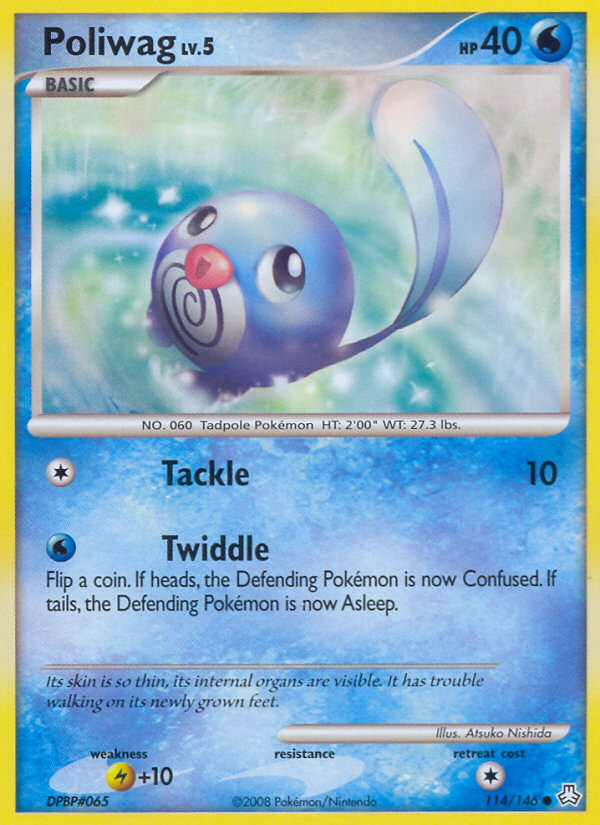 Poliwag LV.5 HP 40
BASIC
NO. 060 Tadpole Pokémon HT: 2'00" WT: 27.3 lbs.
Tackle 10
Twiddle
Flip a coin. If heads, the Defending Pokémon is now Confused. If
tails, the Defending Pokémon is now Asleep.
Its skin is so thin, its internal organs are visible. It has trouble
walking on its newly grown feet.
Illus. Atsuko Nishida
weakness resistance retreat cost
+10
DPBP#065 ©2008 Pokémon/Nintendo 114/146